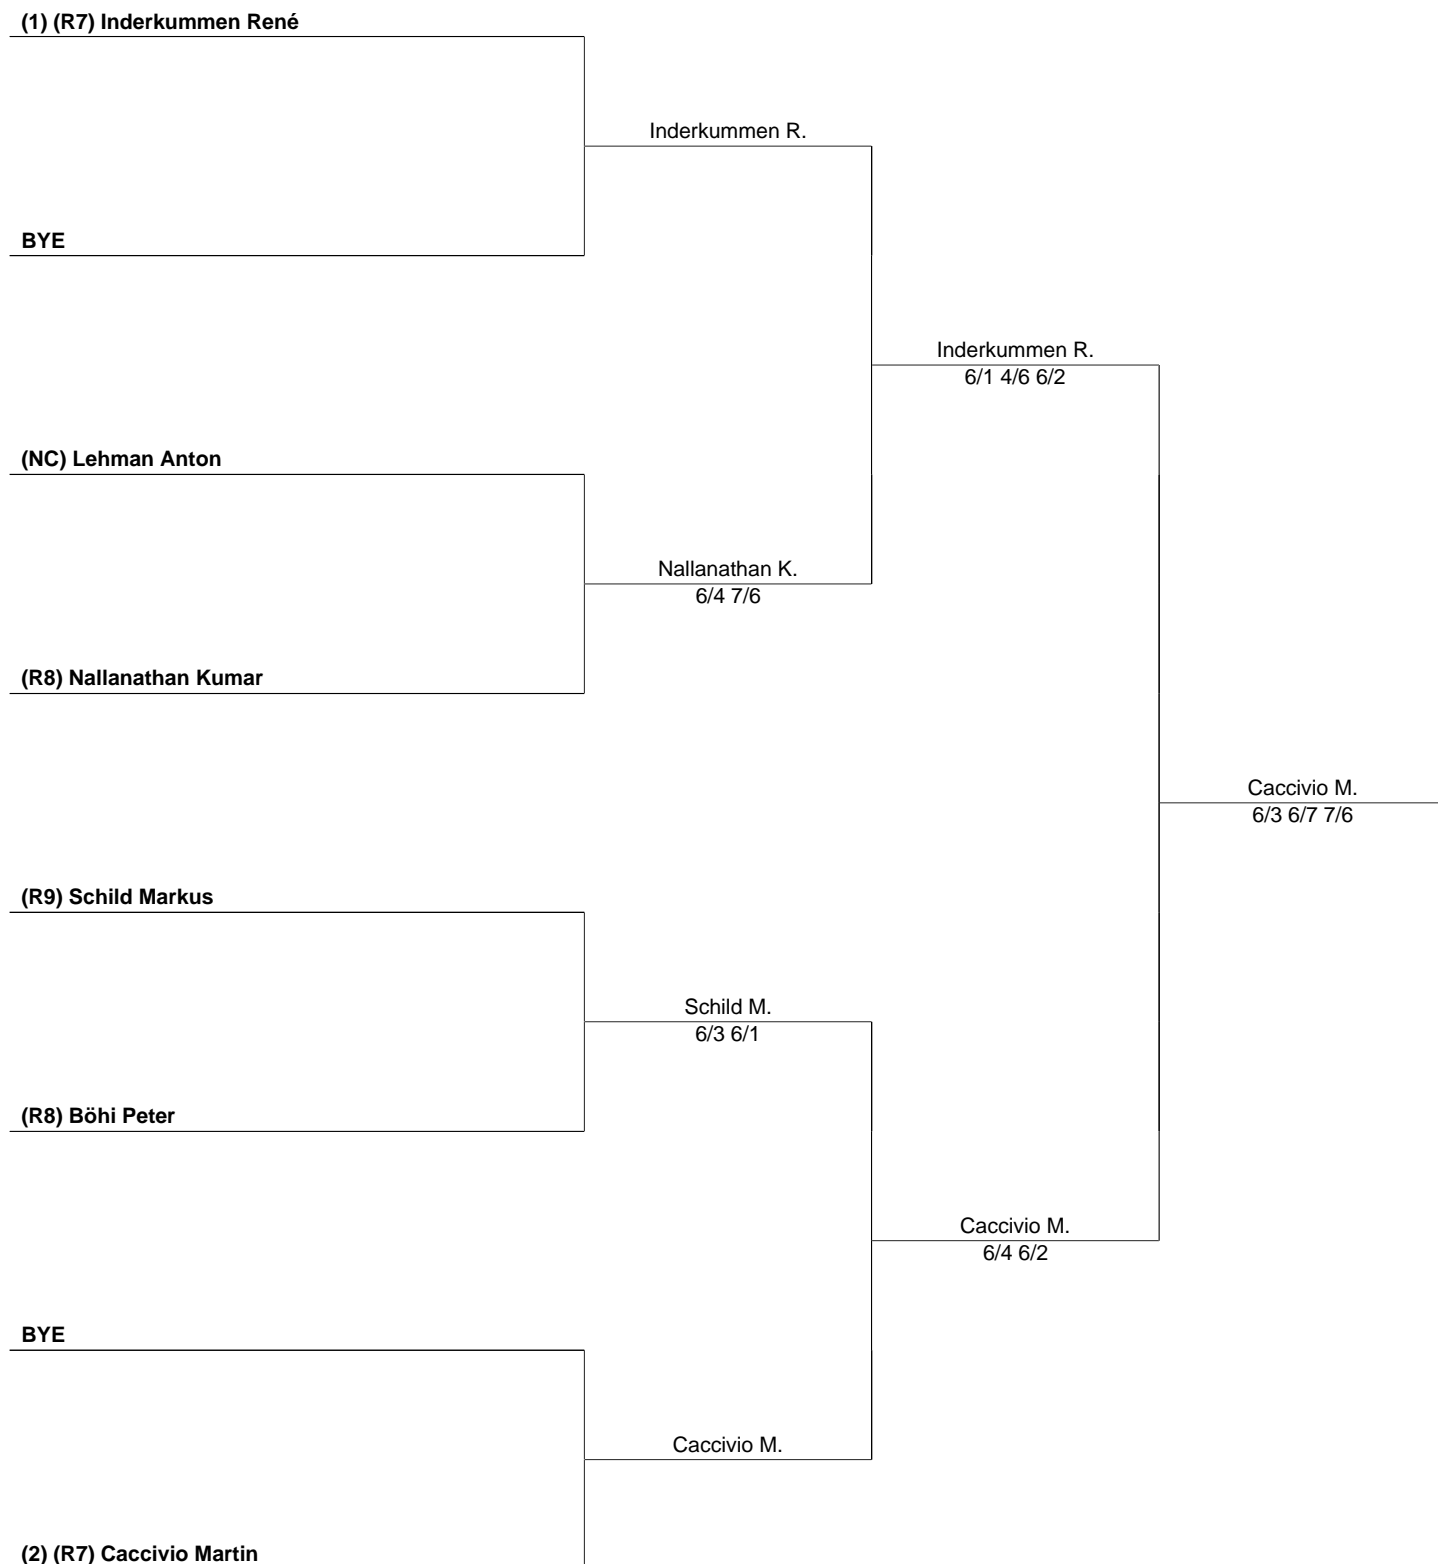 (1) (R7) Inderkummen René
Inderkummen R.
BYE
Inderkummen R.
6/1 4/6 6/2
(NC) Lehman Anton
Nallanathan K.
6/4 7/6
(R8) Nallanathan Kumar
Caccivio M.
6/3 6/7 7/6
(R9) Schild Markus
Schild M.
6/3 6/1
(R8) Böhi Peter
Caccivio M.
6/4 6/2
BYE
Caccivio M.
(2) (R7) Caccivio Martin